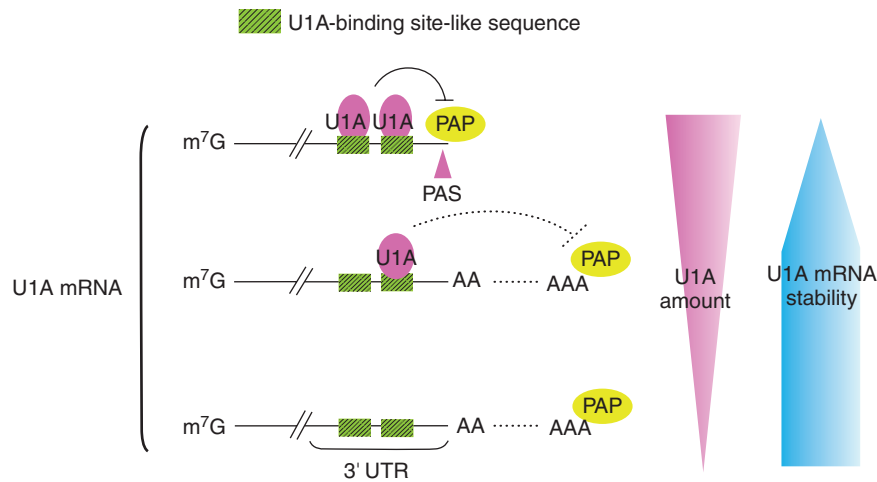 U1A-binding site-like sequence
U1A U1A PAP
m⁷G
PAS
U1A
PAP
m⁷G AA AAA
U1A mRNA
U1A
amount
U1A mRNA
stability
PAP
m⁷G AA AAA
3' UTR